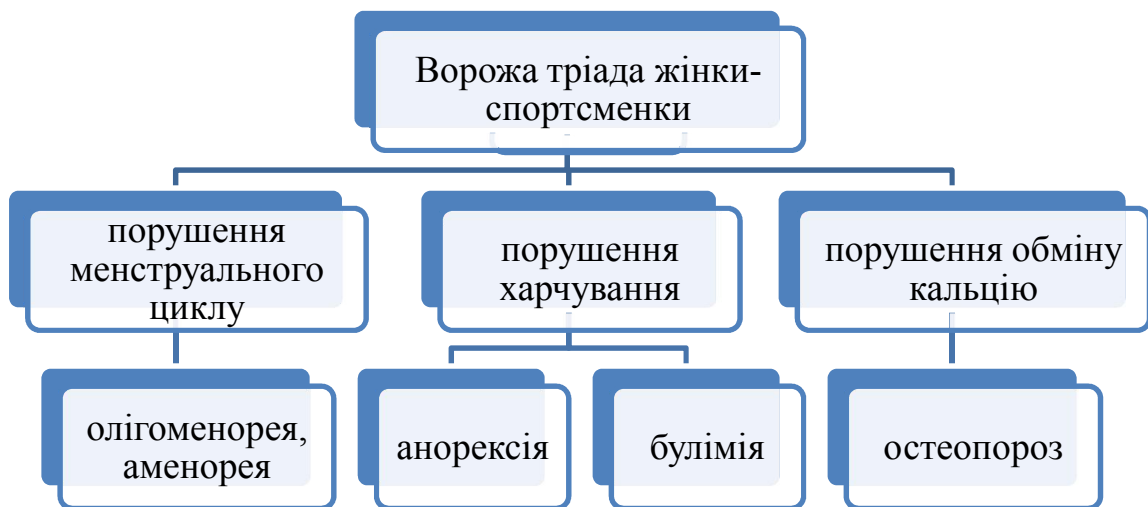 Ворожа тріада жінки-
спортсменки
порушення
менструального
циклу
порушення
харчування
порушення обміну
кальцію
олігоменорея,
аменорея
анорексія
булімія
остеопороз